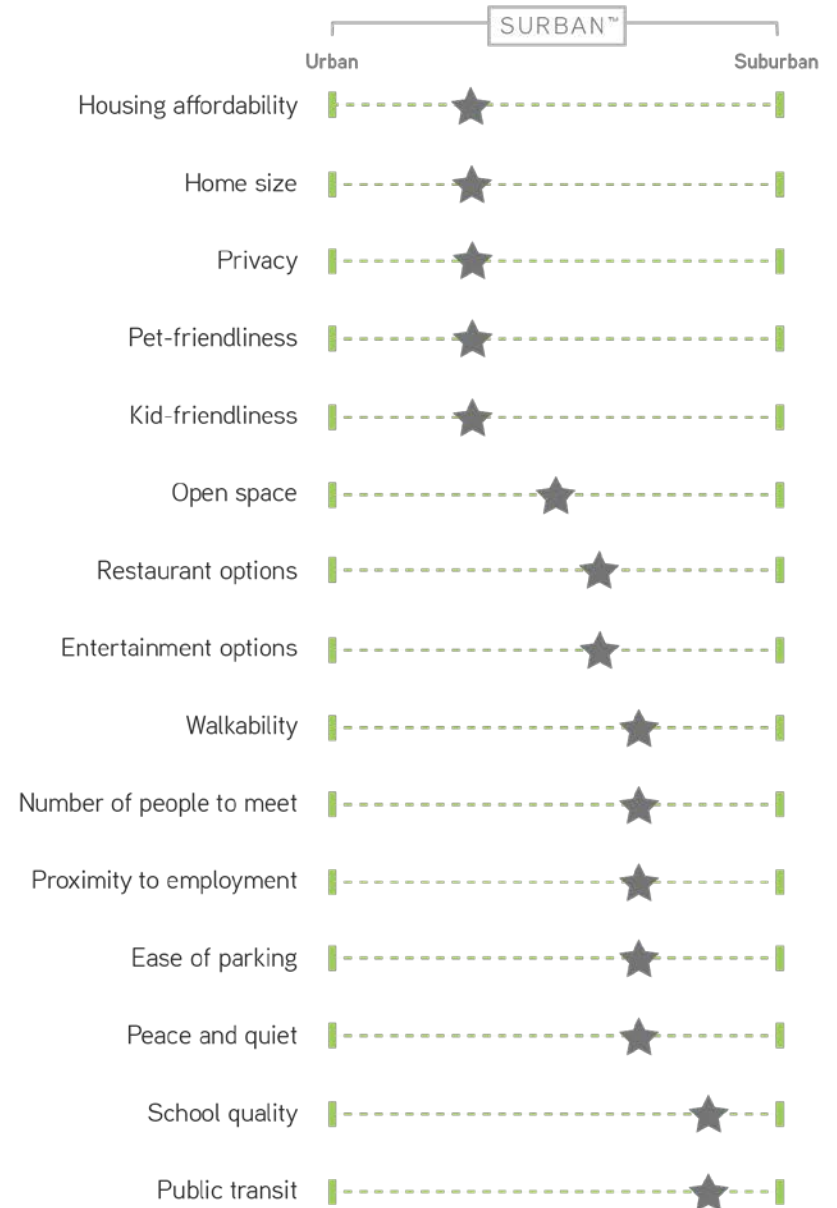 SURBAN™
Urban
Suburban
Housing affordability
Home size
Privacy
Pet-friendliness
Kid-friendliness
Open space
Restaurant options
Entertainment options
Walkability
Number of people to meet
Proximity to employment
Ease of parking
Peace and quiet
School quality
Public transit